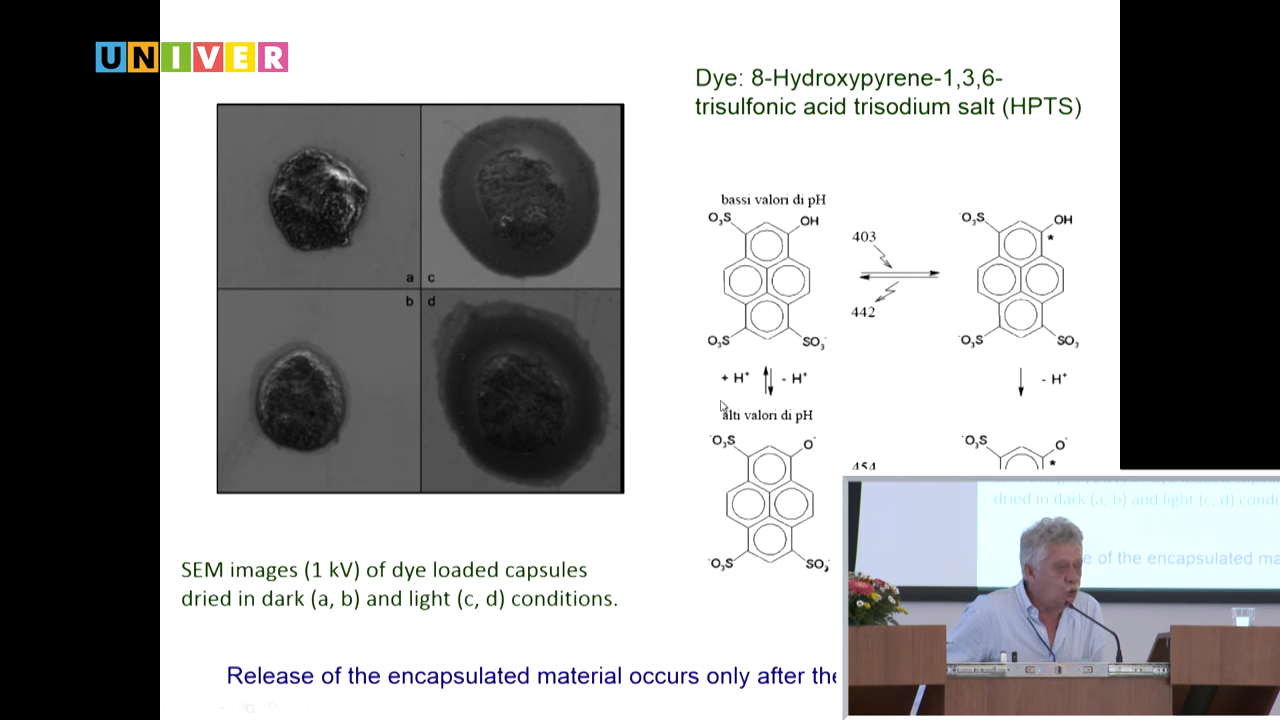 UNIVER
Dye: 8-Hydroxypyrene-1,3,6-
trisulfonic acid trisodium salt (HPTS)
bassi valori di pH
O₃S
OH
⁻O₃S
OH
*
403
442
a
c
b
d
O₃S
SO₃⁻
⁻O₃S
SO₃
+ H⁺
- H⁺
- H⁺
alti valori di pH
⁻O₃S
O⁻
⁻O₃S
O⁻
*
454
⁻O₃S
SO₃⁻
SEM images (1 kV) of dye loaded capsules
dried in dark (a, b) and light (c, d) conditions.
Release of the encapsulated material occurs only after the
dried in dark (a, b) and light (c, d) condi
e of the encapsulated ma